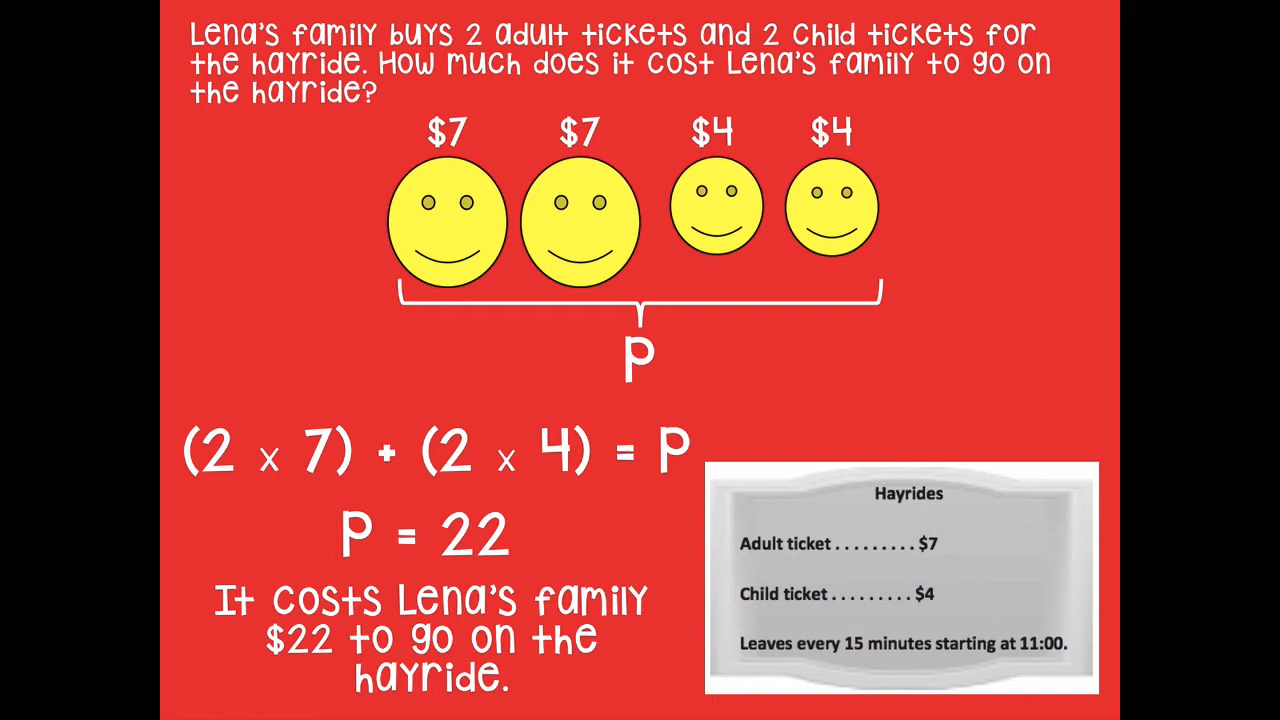 Lena's family buys 2 adult tickets and 2 child tickets for
the hayride. How much does it cost Lena's family to go on
the hayride?
$7 $7 $4 $4
P
(2 x 7) + (2 x 4) = P
P = 22
It costs Lena's family
$22 to go on the
hayride.
Hayrides
Adult ticket . . . . . . . . . $7
Child ticket . . . . . . . . . $4
Leaves every 15 minutes starting at 11:00.